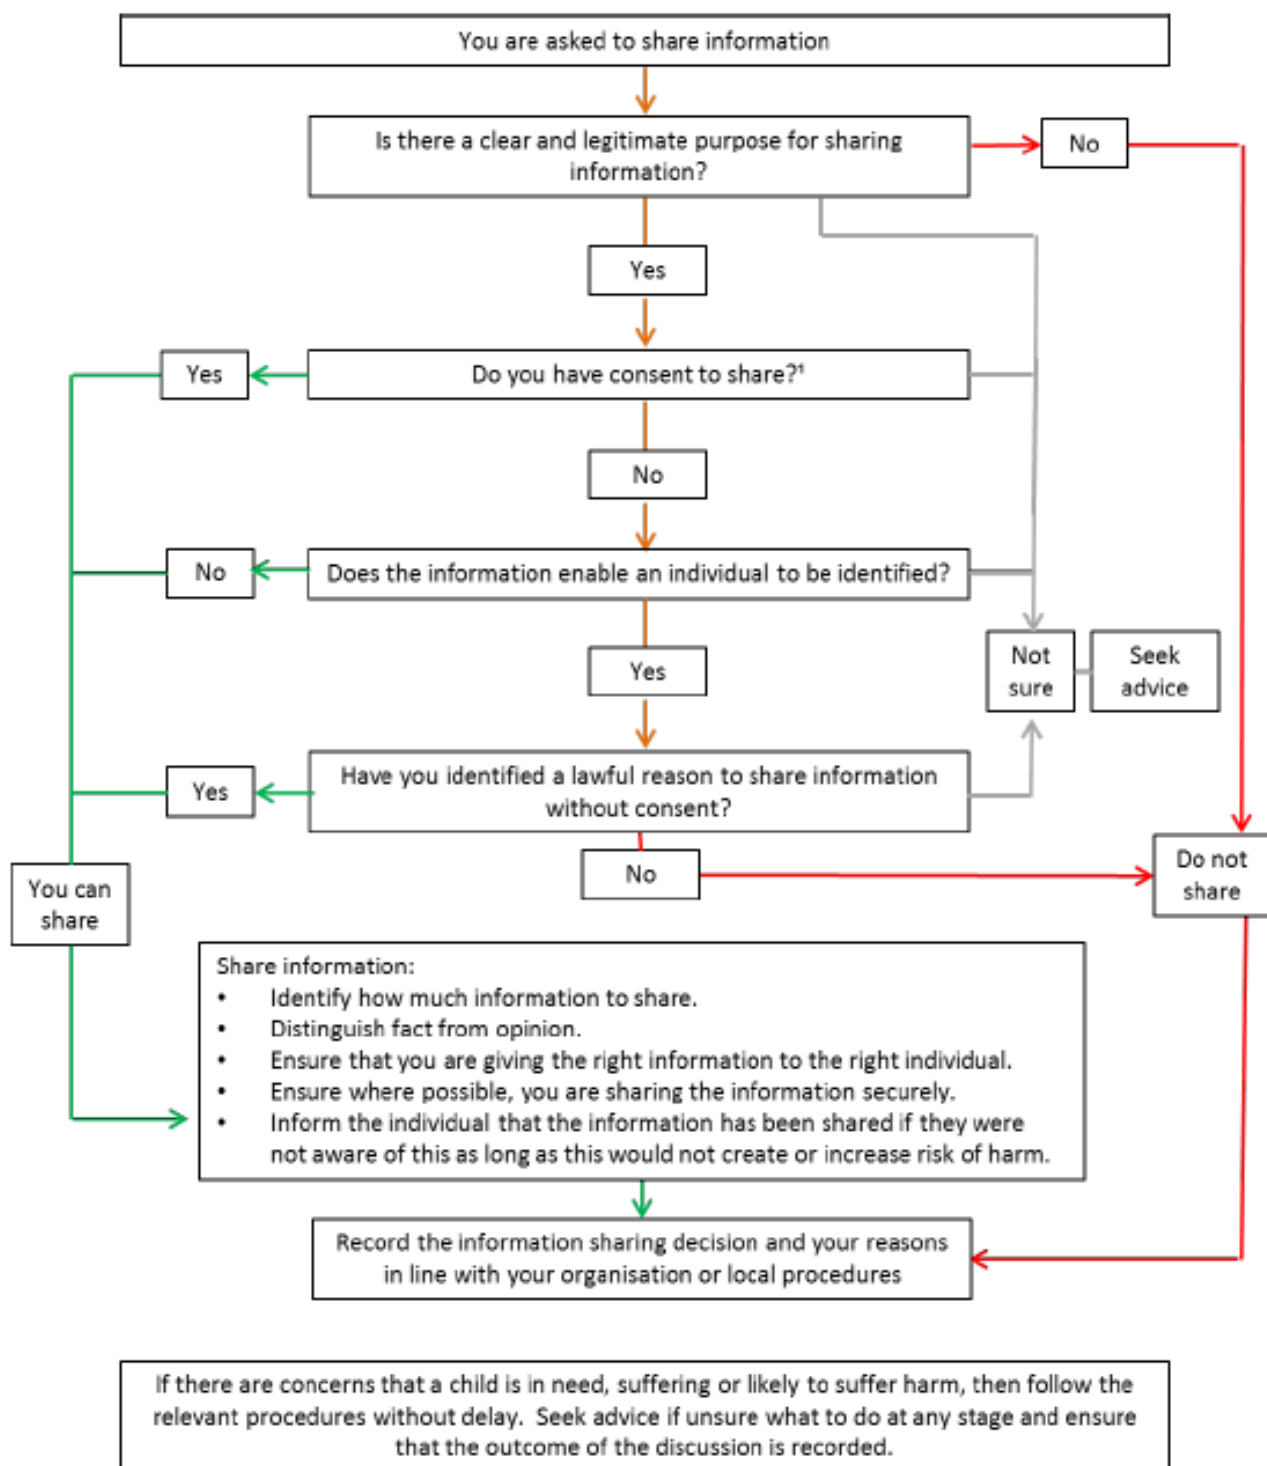 You are asked to share information
Is there a clear and legitimate purpose for sharing
information?
No
Yes
Yes
Do you have consent to share?¹
No
No
Does the information enable an individual to be identified?
Not
sure
Seek
advice
Yes
Yes
Have you identified a lawful reason to share information
without consent?
No
Do not
share
You can
share
Share information:
• Identify how much information to share.
• Distinguish fact from opinion.
• Ensure that you are giving the right information to the right individual.
• Ensure where possible, you are sharing the information securely.
• Inform the individual that the information has been shared if they were
not aware of this as long as this would not create or increase risk of harm.
Record the information sharing decision and your reasons
in line with your organisation or local procedures
If there are concerns that a child is in need, suffering or likely to suffer harm, then follow the
relevant procedures without delay. Seek advice if unsure what to do at any stage and ensure
that the outcome of the discussion is recorded.